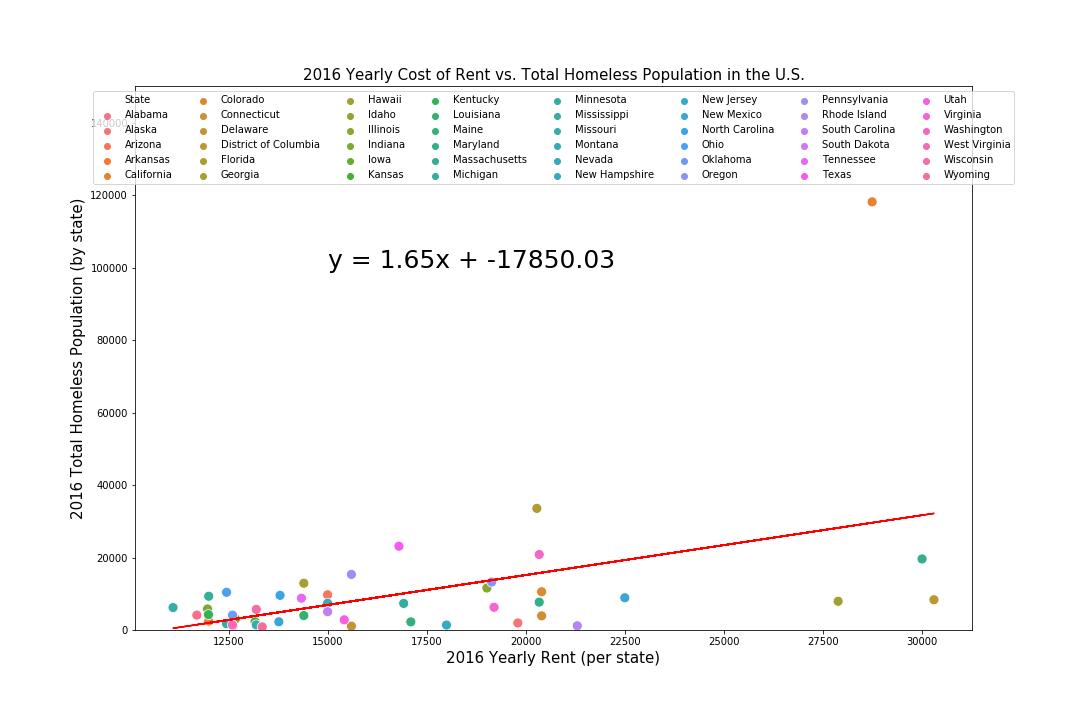 2016 Yearly Cost of Rent vs. Total Homeless Population in the U.S.
State Colorado Hawaii Kentucky Minnesota New Jersey Pennsylvania Utah
Alabama Connecticut Idaho Louisiana Mississippi New Mexico Rhode Island Virginia
140000
Alaska Delaware Illinois Maine Missouri North Carolina South Carolina Washington
Arizona District of Columbia Indiana Maryland Montana Ohio South Dakota West Virginia
Arkansas Florida Iowa Massachusetts Nevada Oklahoma Tennessee Wisconsin
California Georgia Kansas Michigan New Hampshire Oregon Texas Wyoming
120000
y = 1.65x + -17850.03
100000
80000
60000
40000
20000
0
2016 Total Homeless Population (by state)
12500 15000 17500 20000 22500 25000 27500 30000
2016 Yearly Rent (per state)